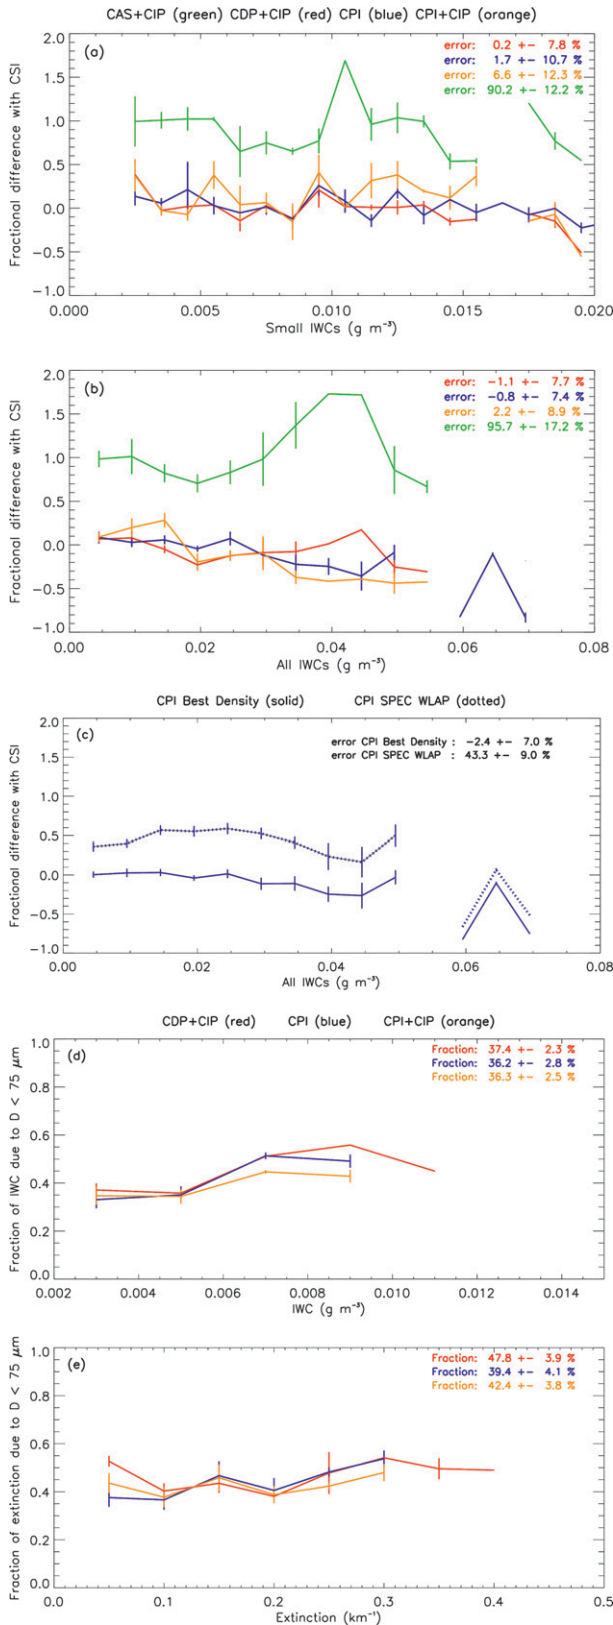 CAS+CIP (green) CDP+CIP (red) CPI (blue) CPI+CIP (orange)
(a)
error: 0.2 +- 7.8 %
error: 1.7 +- 10.7 %
error: 6.6 +- 12.3 %
error: 90.2 +- 12.2 %
Fractional difference with CSI
2.0
1.5
1.0
0.5
0.0
-0.5
-1.0
0.000 0.005 0.010 0.015 0.020
Small IWCs (g m⁻³)
(b)
error: -1.1 +- 7.7 %
error: -0.8 +- 7.4 %
error: 2.2 +- 8.9 %
error: 95.7 +- 17.2 %
Fractional difference with CSI
2.0
1.5
1.0
0.5
0.0
-0.5
-1.0
0.00 0.02 0.04 0.06 0.08
All IWCs (g m⁻³)
CPI Best Density (solid) CPI SPEC WLAP (dotted)
(c)
error CPI Best Density : -2.4 +- 7.0 %
error CPI SPEC WLAP : 43.3 +- 9.0 %
Fractional difference with CSI
2.0
1.5
1.0
0.5
0.0
-0.5
-1.0
0.00 0.02 0.04 0.06 0.08
All IWCs (g m⁻³)
CDP+CIP (red) CPI (blue) CPI+CIP (orange)
(d)
Fraction: 37.4 +- 2.3 %
Fraction: 36.2 +- 2.8 %
Fraction: 36.3 +- 2.5 %
Fraction of IWC due to D < 75 μm
1.0
0.8
0.6
0.4
0.2
0.0
0.002 0.004 0.006 0.008 0.010 0.012 0.014
IWC (g m⁻³)
(e)
Fraction: 47.8 +- 3.9 %
Fraction: 39.4 +- 4.1 %
Fraction: 42.4 +- 3.8 %
Fraction of extinction due to D < 75 μm
1.0
0.8
0.6
0.4
0.2
0.0
0.0 0.1 0.2 0.3 0.4 0.5
Extinction (km⁻¹)